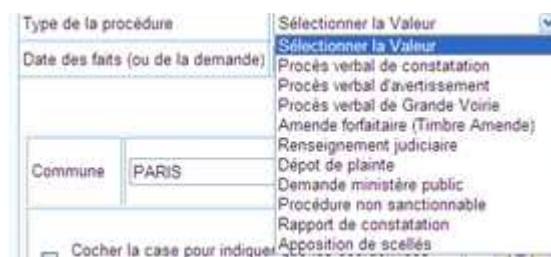 Type de la procédure
Sélectionner la Valeur
Date des faits (ou de la demande)
Sélectionner la Valeur
Procès verbal de constatation
Procès verbal d'avertissement
Procès verbal de Grande Voirie
Amende forfaitaire (Timbre Amende)
Renseignement judiciaire
Dépot de plainte
Demande ministère public
Procédure non sanctionnable
Rapport de constatation
Apposition de scellés
Commune
PARIS
Cocher la case pour indiquer